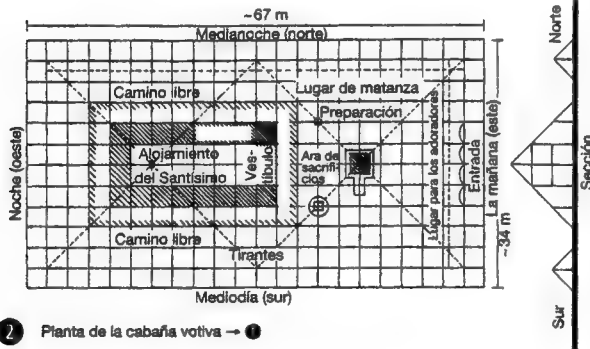 ~67 m
Medianoche (norte)
Norte
Camino libre
Lugar de matanza
Preparación
Noche (oeste)
Alojamiento
del Santísimo
Ves-
tíbulo
Ara de
sacrifi-
cios
Lugar para los adoradores
Entrada
La mañana (este)
~34 m
Sección
Camino libre
Tirantes
Mediodía (sur)
Sur
2 Planta de la cabaña votiva → 1